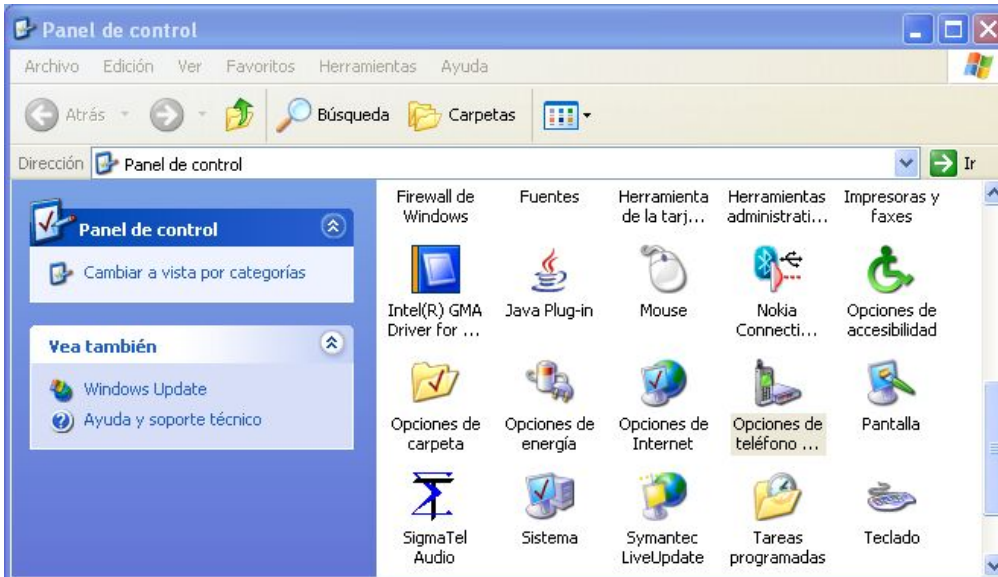 Panel de control
Archivo Edición Ver Favoritos Herramientas Ayuda
Atrás Búsqueda Carpetas
Dirección Panel de control Ir
Panel de control
Cambiar a vista por categorías
Vea también
Windows Update
Ayuda y soporte técnico
Firewall de Windows
Fuentes
Herramienta de la tarj...
Herramientas administrati...
Impresoras y faxes
Intel(R) GMA Driver for ...
Java Plug-in
Mouse
Nokia Connecti...
Opciones de accesibilidad
Opciones de carpeta
Opciones de energía
Opciones de Internet
Opciones de teléfono ...
Pantalla
SigmaTel Audio
Sistema
Symantec LiveUpdate
Tareas programadas
Teclado